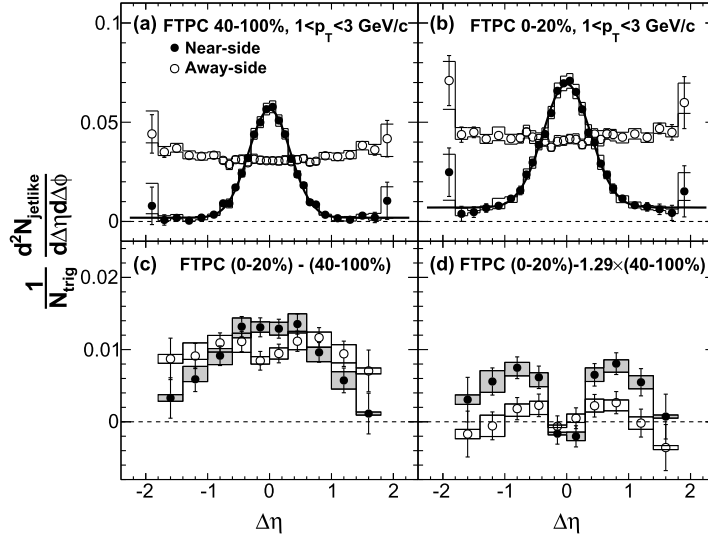 (a) FTPC 40-100%, 1<p_T<3 GeV/c
● Near-side
○ Away-side
(b) FTPC 0-20%, 1<p_T<3 GeV/c
0.1
0.05
0
1/N_trig d²N_jetlike/dΔηdΔϕ
(c) FTPC (0-20%) - (40-100%)
(d) FTPC (0-20%)-1.29×(40-100%)
0.02
0.01
0
-2 -1 0 1 2
-2 -1 0 1 2
Δη
Δη